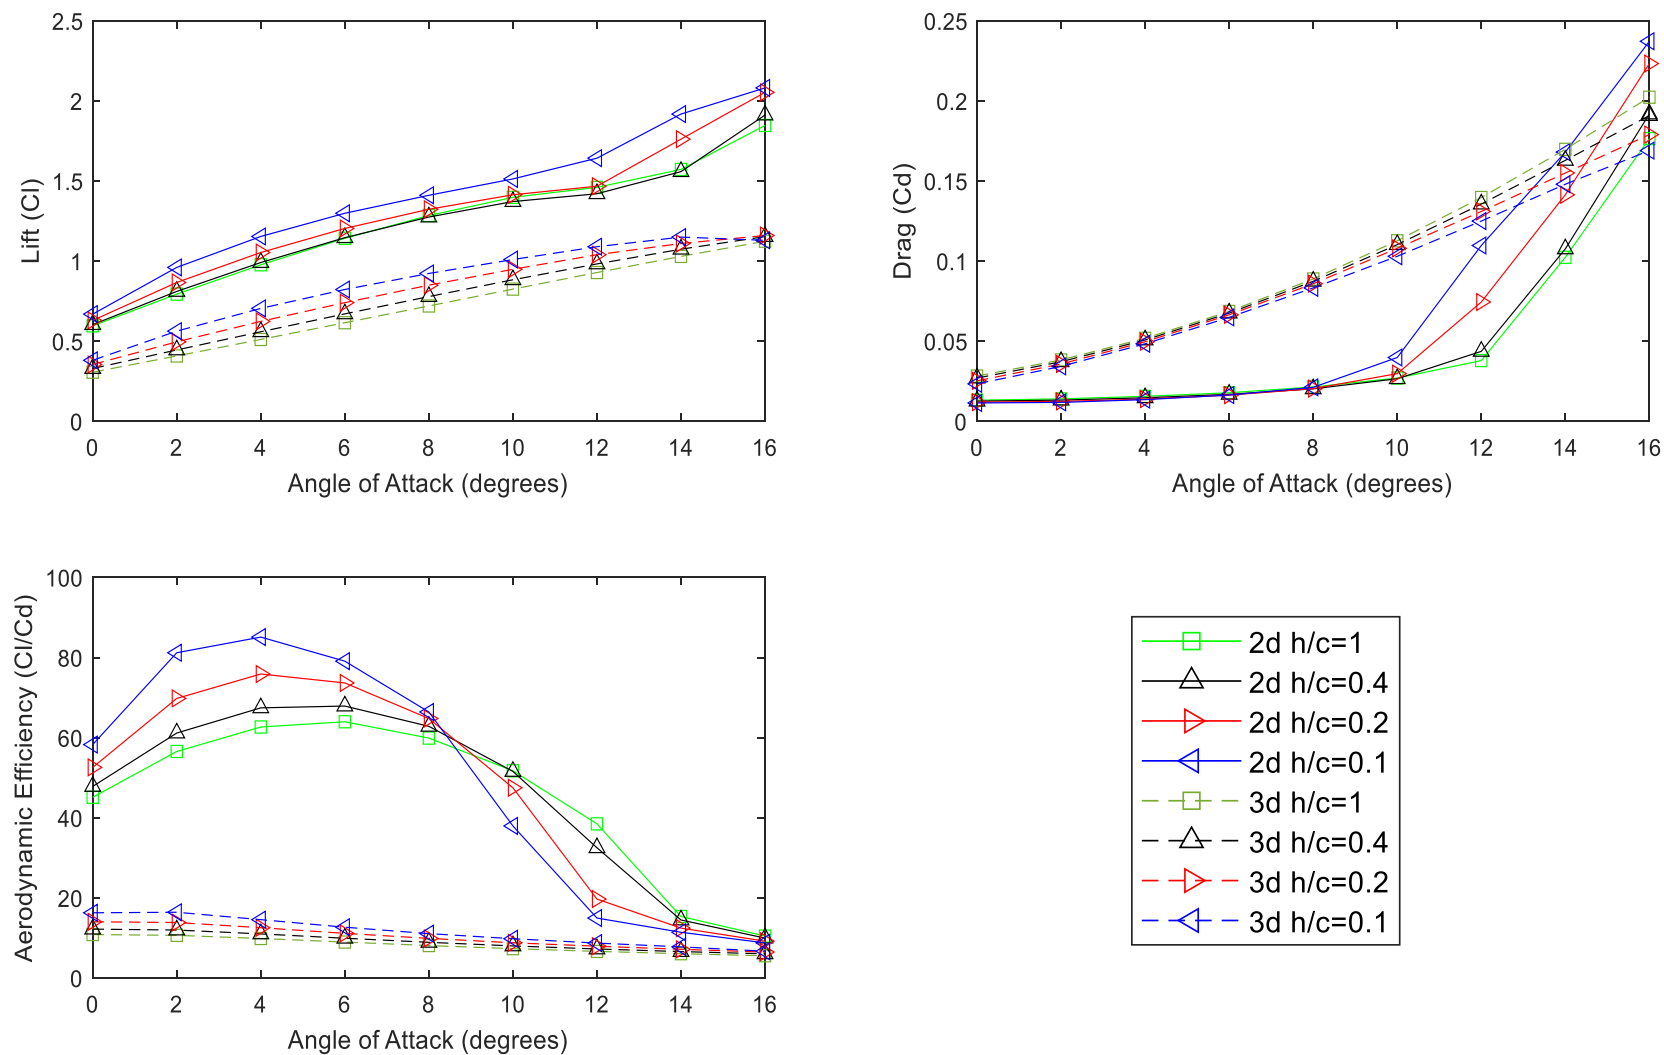 2.5
2
1.5
1
0.5
0
0 2 4 6 8 10 12 14 16
Lift (Cl)
Angle of Attack (degrees)
0.25
0.2
0.15
0.1
0.05
0
0 2 4 6 8 10 12 14 16
Drag (Cd)
Angle of Attack (degrees)
100
80
60
40
20
0
0 2 4 6 8 10 12 14 16
Aerodynamic Efficiency (Cl/Cd)
Angle of Attack (degrees)
2d h/c=1
2d h/c=0.4
2d h/c=0.2
2d h/c=0.1
3d h/c=1
3d h/c=0.4
3d h/c=0.2
3d h/c=0.1